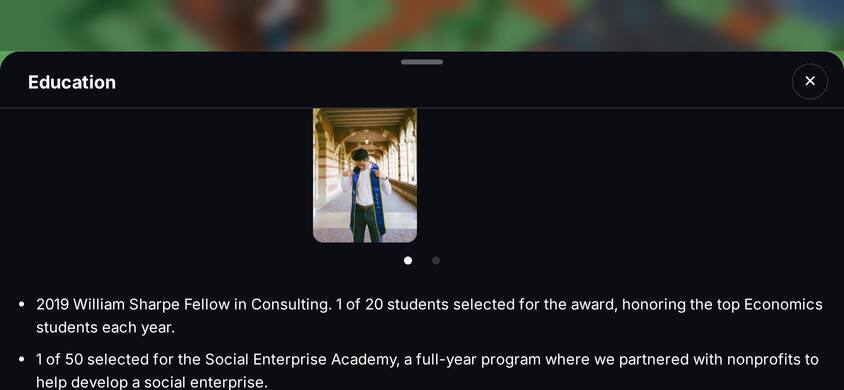 Education
2019 William Sharpe Fellow in Consulting. 1 of 20 students selected for the award, honoring the top Economics
students each year.
1 of 50 selected for the Social Enterprise Academy, a full-year program where we partnered with nonprofits to
help develop a social enterprise.